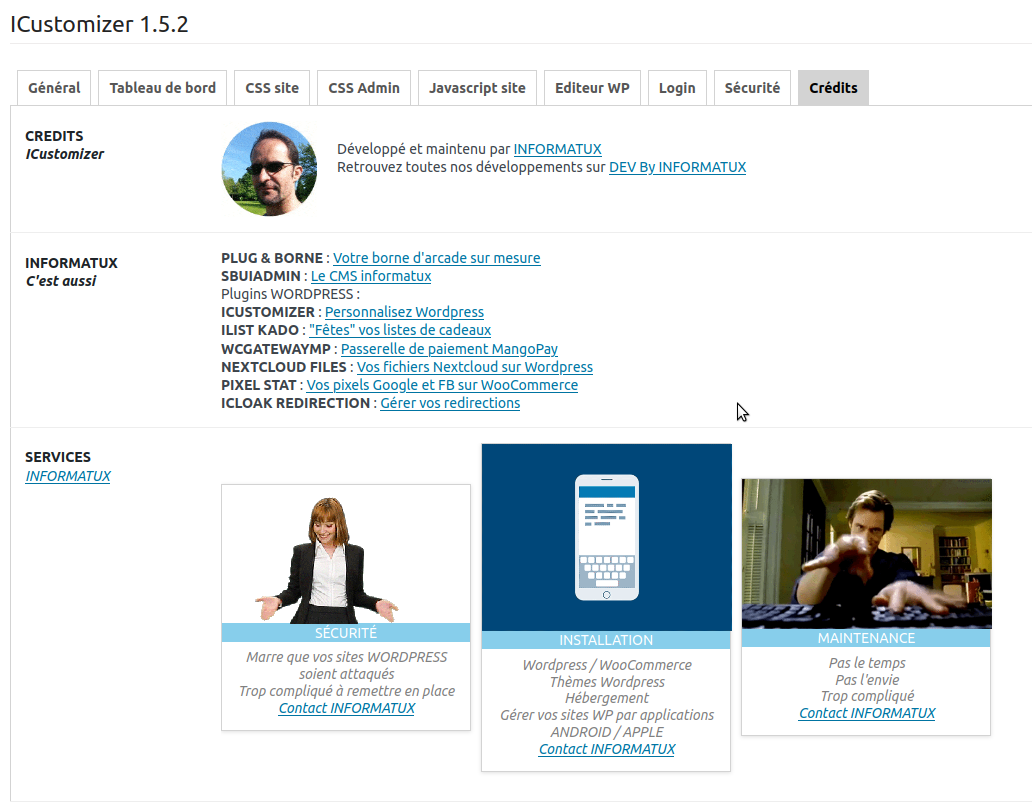 ICustomizer 1.5.2
Général Tableau de bord CSS site CSS Admin Javascript site Editeur WP Login Sécurité Crédits
CREDITS
ICustomizer
Développé et maintenu par INFORMATUX
Retrouvez toutes nos développements sur DEV By INFORMATUX
INFORMATUX
C'est aussi
PLUG & BORNE : Votre borne d'arcade sur mesure
SBUIADMIN : Le CMS informatux
Plugins WORDPRESS :
ICUSTOMIZER : Personnalisez Wordpress
ILIST KADO : "Fêtes" vos listes de cadeaux
WCGATEWAYMP : Passerelle de paiement MangoPay
NEXTCLOUD FILES : Vos fichiers Nextcloud sur Wordpress
PIXEL STAT : Vos pixels Google et FB sur WooCommerce
ICLOAK REDIRECTION : Gérer vos redirections
SERVICES
INFORMATUX
SÉCURITÉ
Marre que vos sites WORDPRESS
soient attaqués
Trop compliqué à remettre en place
Contact INFORMATUX
INSTALLATION
Wordpress / WooCommerce
Thèmes Wordpress
Hébergement
Gérer vos sites WP par applications
ANDROID / APPLE
Contact INFORMATUX
MAINTENANCE
Pas le temps
Pas l'envie
Trop compliqué
Contact INFORMATUX